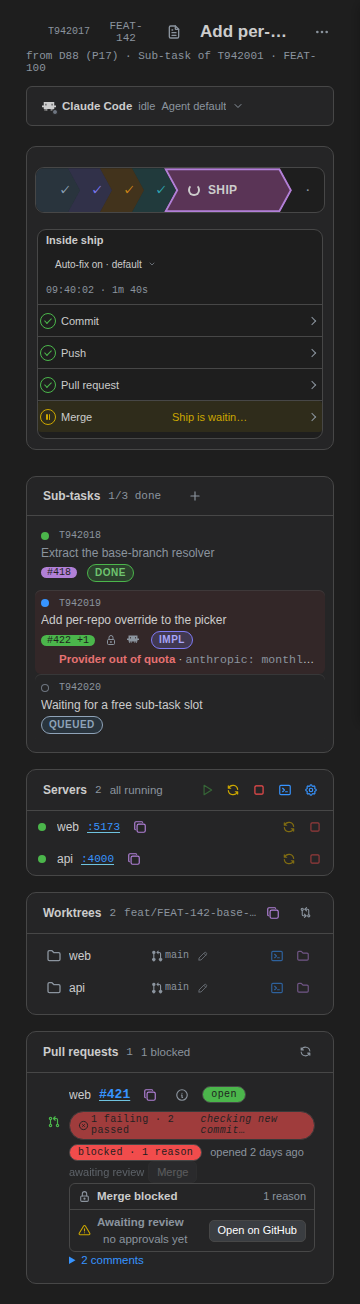 T942017 FEAT-142 Add per-…
from D88 (P17) · Sub-task of T942001 · FEAT-100
Claude Code idle Agent default
SHIP
Inside ship
Auto-fix on · default
09:40:02 · 1m 40s
Commit
Push
Pull request
Merge Ship is waitin…
Sub-tasks 1/3 done
T942018
Extract the base-branch resolver
#418 DONE
T942019
Add per-repo override to the picker
#422 +1 IMPL
Provider out of quota · anthropic: monthl…
T942020
Waiting for a free sub-task slot
QUEUED
Servers 2 all running
web :5173
api :4000
Worktrees 2 feat/FEAT-142-base-…
web main
api main
Pull requests 1 1 blocked
web #421 open
1 failing · 2 passed checking new commit…
blocked · 1 reason opened 2 days ago
awaiting review Merge
Merge blocked 1 reason
Awaiting review
no approvals yet
Open on GitHub
2 comments